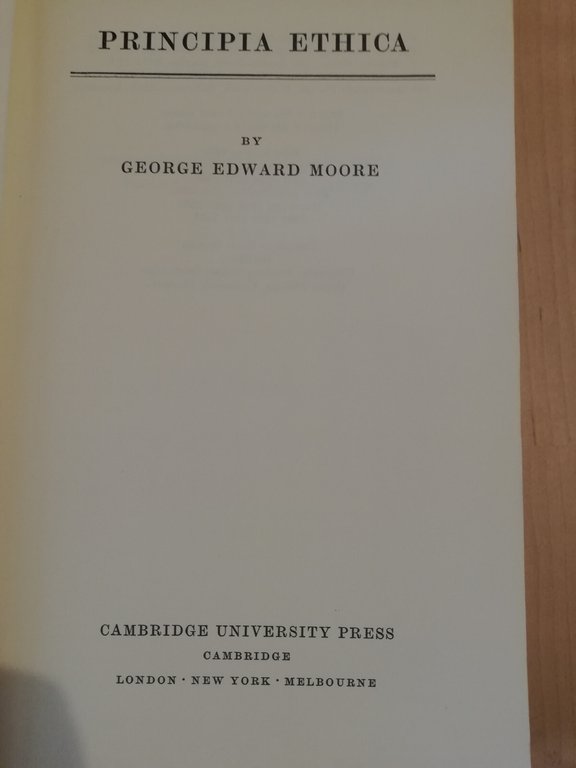 PRINCIPIA ETHICA
BY
GEORGE EDWARD MOORE
CAMBRIDGE UNIVERSITY PRESS
CAMBRIDGE
LONDON · NEW YORK · MELBOURNE